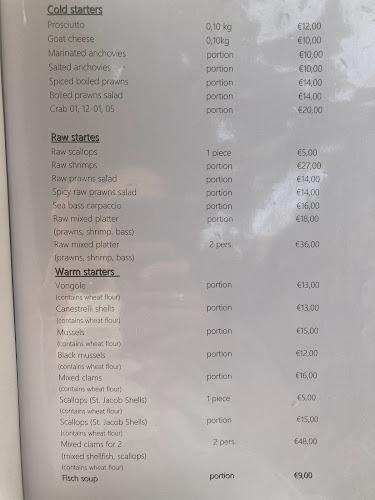 Cold starters
Prosciutto 0,10 kg €12,00
Goat cheese 0,10kg €10,00
Marinated anchovies portion €10,00
Salted anchovies portion €10,00
Spiced boiled prawns portion €14,00
Boiled prawns salad portion €14,00
Crab 01, 12-01, 05 portion €20,00
Raw startes
Raw scallops 1 piece €5,00
Raw shrimps portion €27,00
Raw prawns salad portion €14,00
Spicy raw prawns salad portion €14,00
Sea bass carpaccio portion €16,00
Raw mixed platter portion €18,00
(prawns, shrimp, bass)
Raw mixed platter 2 pers. €36,00
(prawns, shrimp, bass)
Warm starters
Vongole portion €13,00
(contains wheat flour)
Canestrelli shells portion €13,00
(contains wheat flour)
Mussels portion €15,00
(contains wheat flour)
Black mussels portion €12,00
(contains wheat flour)
Mixed clams portion €16,00
(contains wheat flour)
Scallops (St. Jacob Shells) 1 piece €5,00
(contains wheat flour)
Scallops (St. Jacob Shells) portion €15,00
(contains wheat flour)
Mixed clams for 2 2 pers. €48,00
(mixed shellfish, scallops)
(contains wheat flour)
Fisch soup portion €9,00